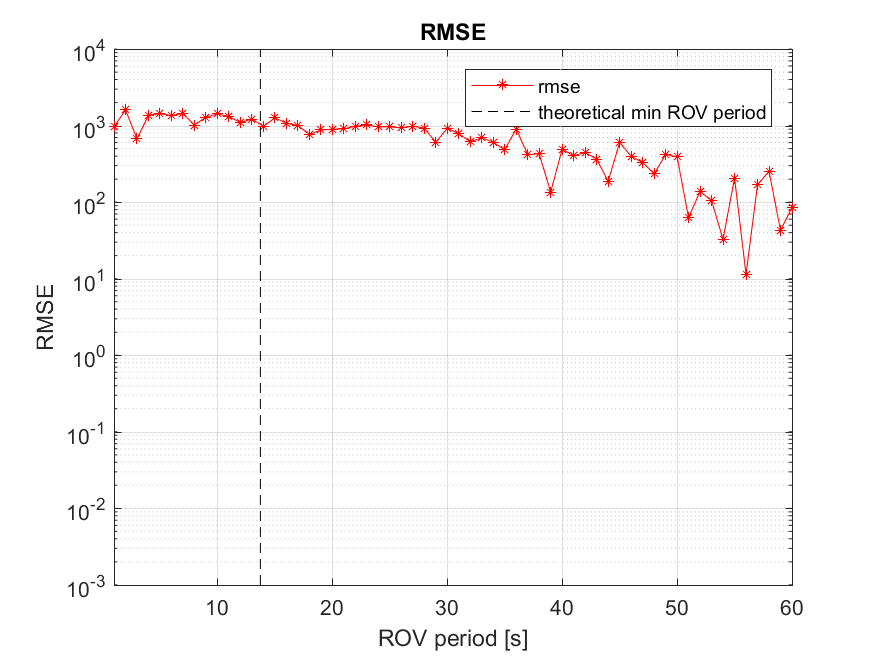 RMSE
10^4
10^3
10^2
10^1
10^0
10^-1
10^-2
10^-3
RMSE
rmse
theoretical min ROV period
10 20 30 40 50 60
ROV period [s]